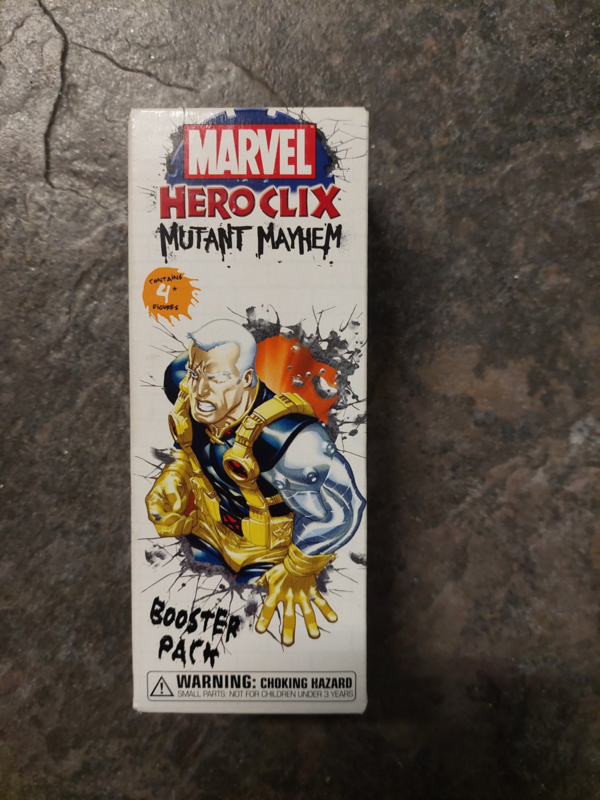 MARVEL
HEROCLIX
MUTANT MAYHEM
CONTAINS
4*
FIGURES
BOOSTER
PACK
WARNING: CHOKING HAZARD
SMALL PARTS. NOT FOR CHILDREN UNDER 3 YEARS